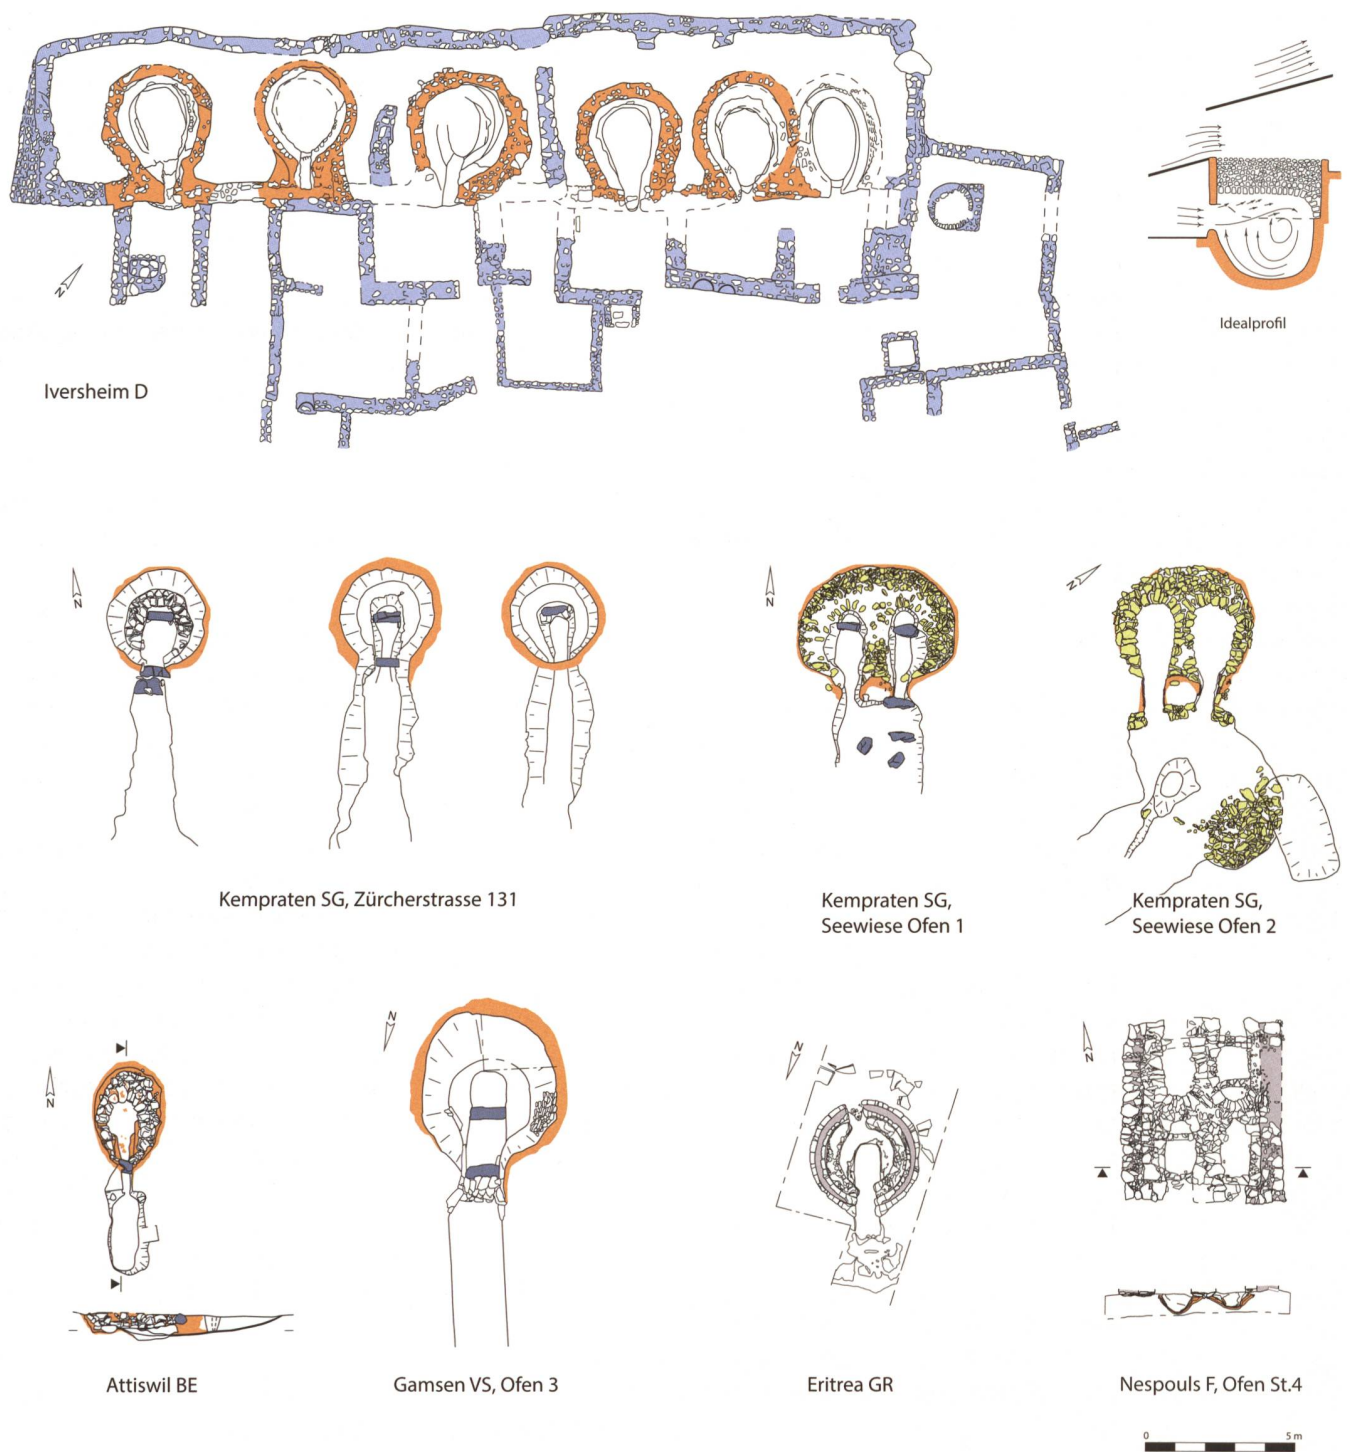 N
Idealprofil
Iversheim D
N
N
N
Kempraten SG, Zürcherstrasse 131
Kempraten SG,
Seewiese Ofen 1
Kempraten SG,
Seewiese Ofen 2
N
N
N
N
Attiswil BE
Gamsen VS, Ofen 3
Eritrea GR
Nespouls F, Ofen St.4
0 5 m